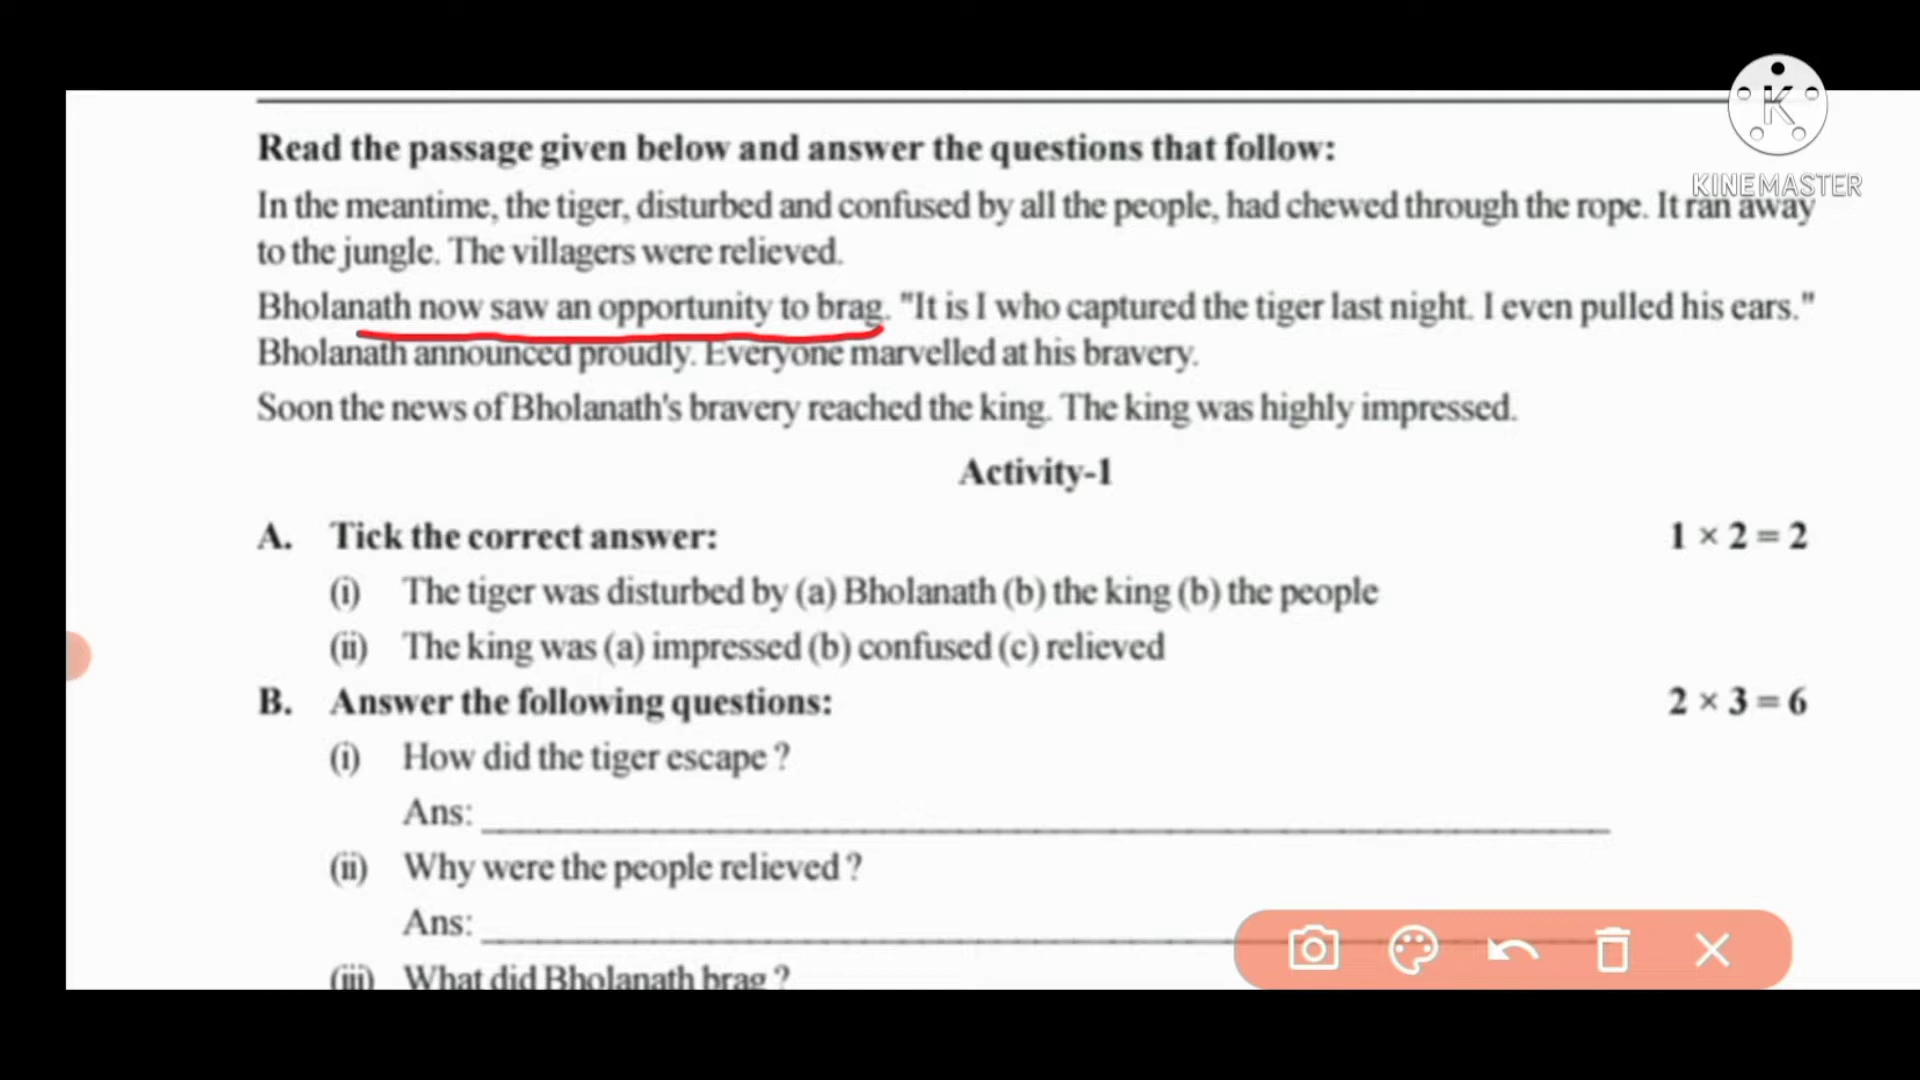 K
KINEMASTER
Read the passage given below and answer the questions that follow:
In the meantime, the tiger, disturbed and confused by all the people, had chewed through the rope. It ran away
to the jungle. The villagers were relieved.
Bholanath now saw an opportunity to brag. "It is I who captured the tiger last night. I even pulled his ears."
Bholanath announced proudly. Everyone marvelled at his bravery.
Soon the news of Bholanath's bravery reached the king. The king was highly impressed.
Activity-1
A. Tick the correct answer: 1 × 2 = 2
(i) The tiger was disturbed by (a) Bholanath (b) the king (b) the people
(ii) The king was (a) impressed (b) confused (c) relieved
B. Answer the following questions: 2 × 3 = 6
(i) How did the tiger escape ?
Ans:
(ii) Why were the people relieved ?
Ans:
(iii) What did Bholanath brag ?